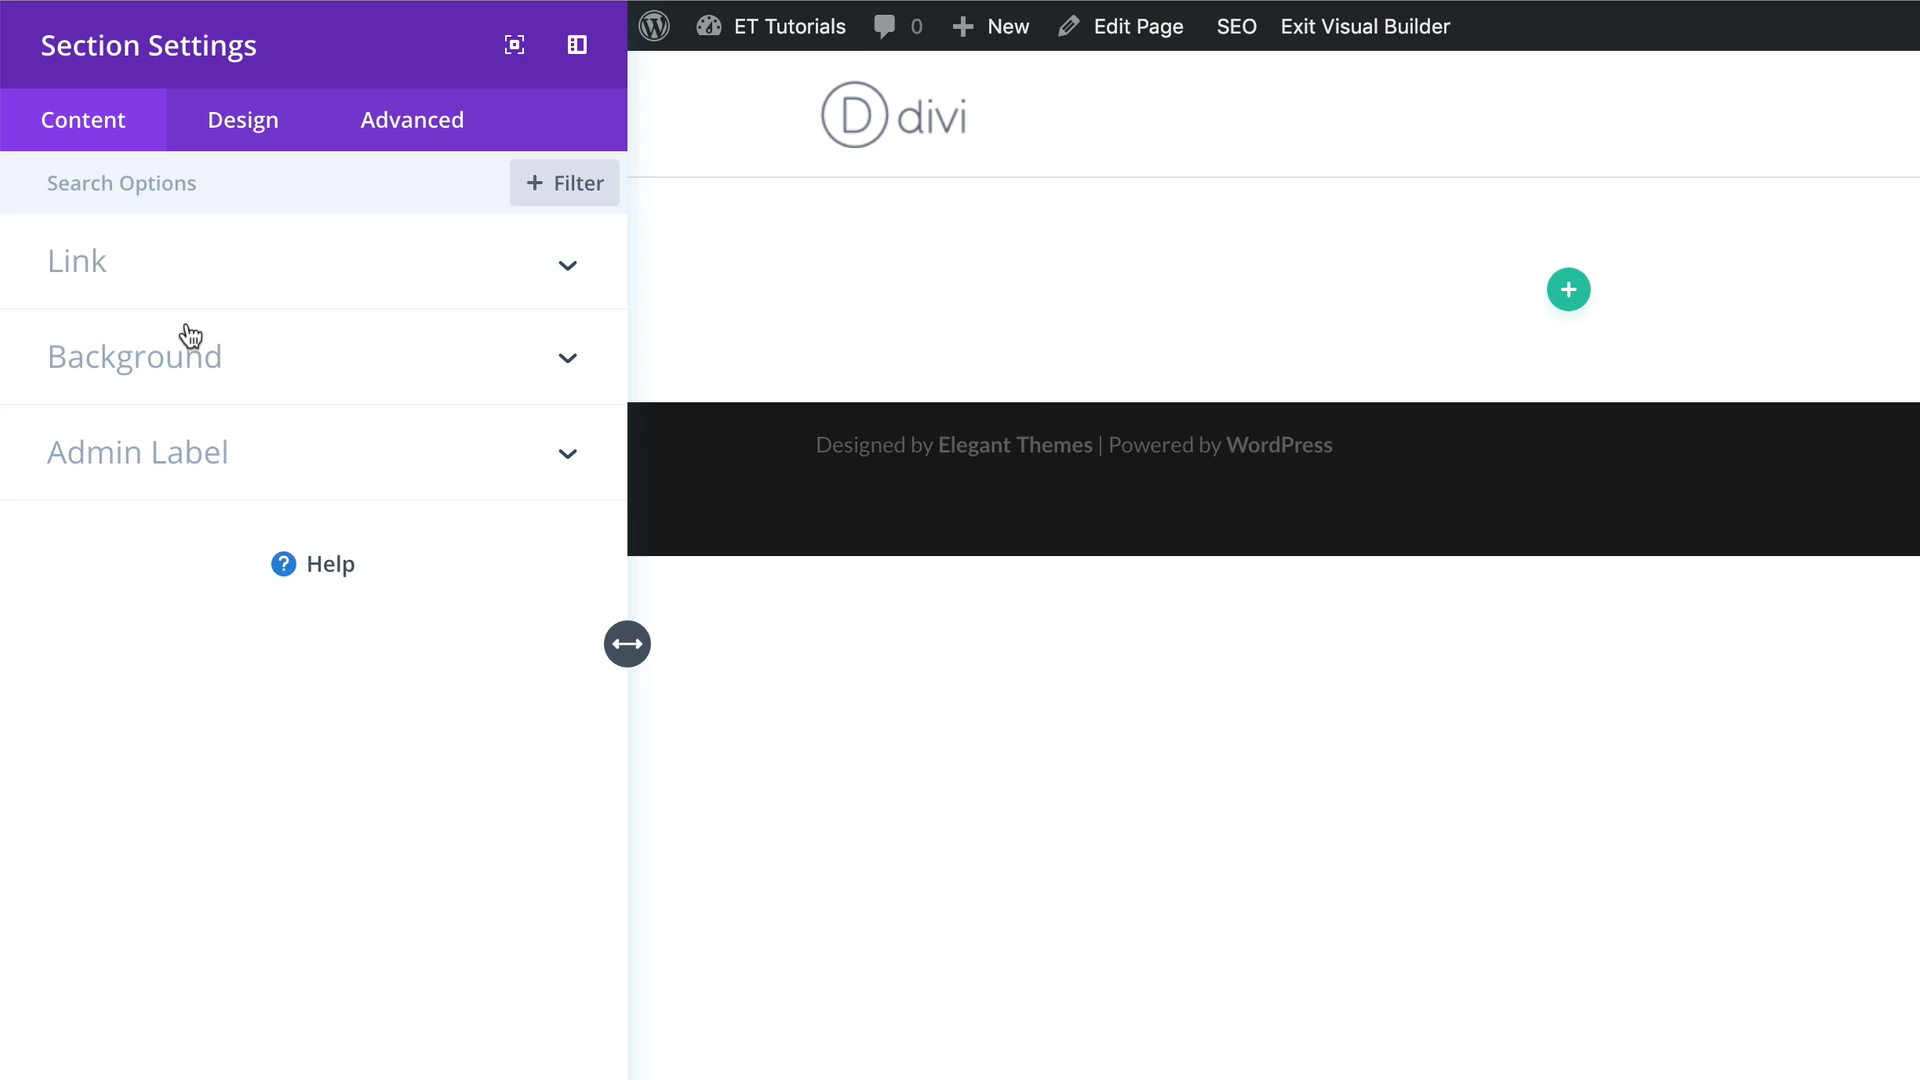 Section Settings
Content Design Advanced
Search Options
+ Filter
Link
Background
Admin Label
? Help
ET Tutorials 0 + New Edit Page SEO Exit Visual Builder
D divi
+
Designed by Elegant Themes | Powered by WordPress